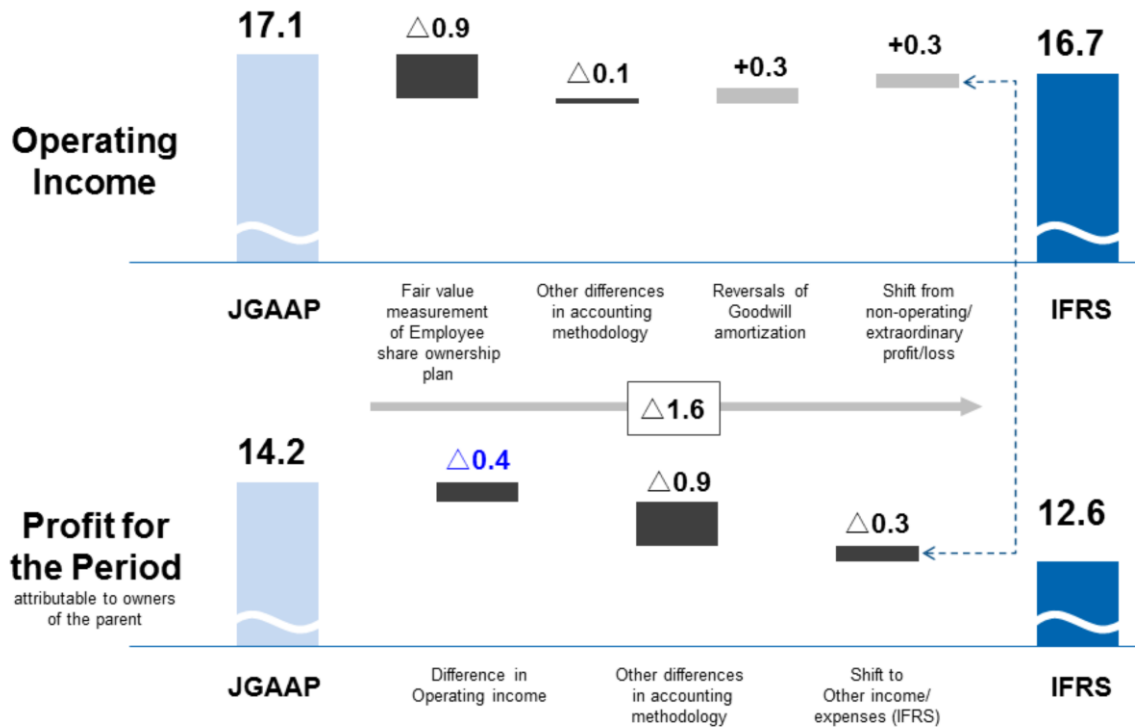 17.1
△0.9
△0.1
+0.3
+0.3
16.7
Operating
Income
JGAAP
Fair value
measurement
of Employee
share ownership
plan
Other differences
in accounting
methodology
Reversals of
Goodwill
amortization
Shift from
non-operating/
extraordinary
profit/loss
IFRS
△1.6
14.2
△0.4
△0.9
△0.3
12.6
Profit for
the Period
attributable to owners
of the parent
JGAAP
Difference in
Operating income
Other differences
in accounting
methodology
Shift to
Other income/
expenses (IFRS)
IFRS